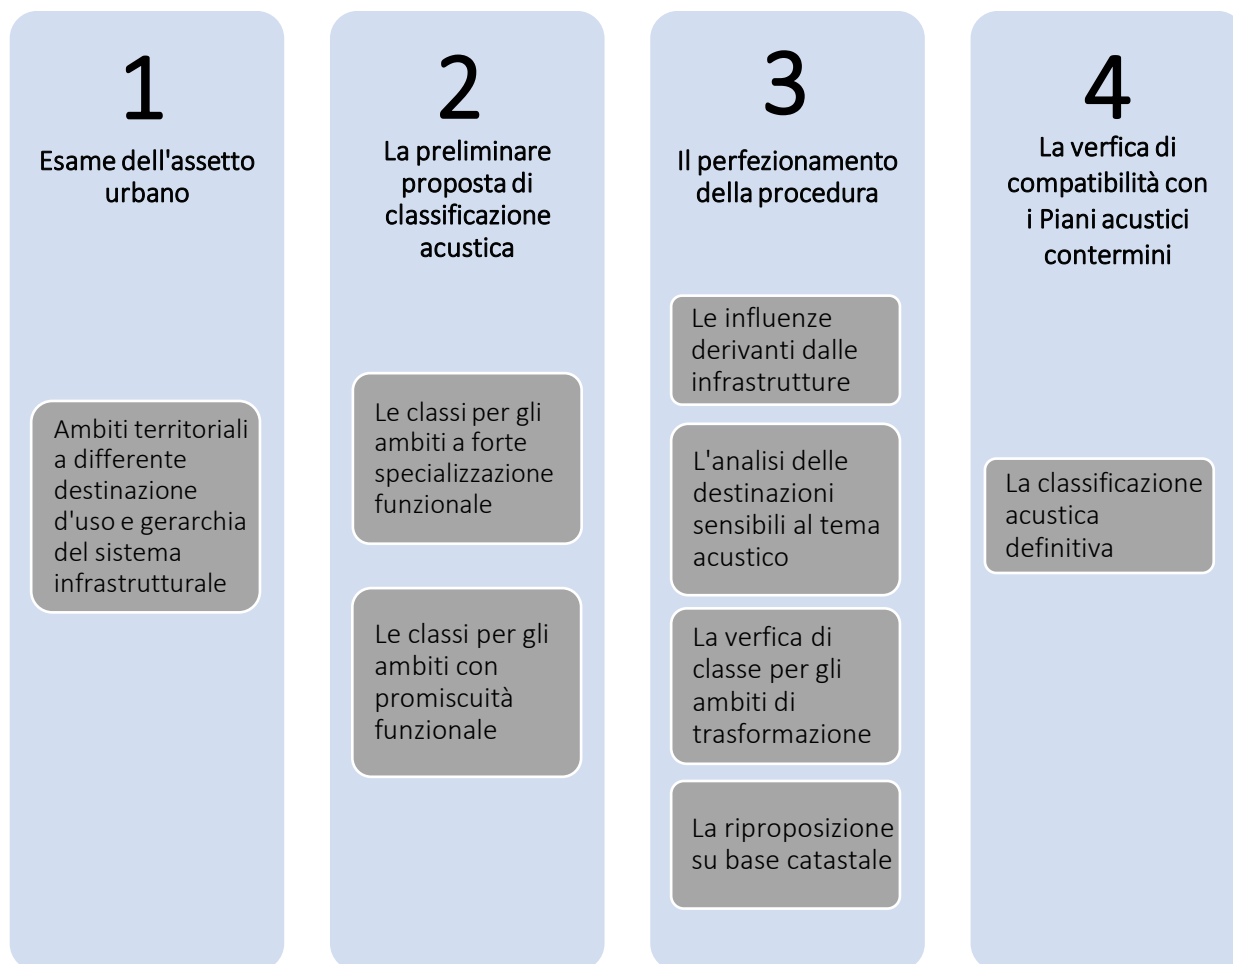 1
Esame dell'assetto
urbano
Ambiti territoriali
a differente
destinazione
d'uso e gerarchia
del sistema
infrastrutturale
2
La preliminare
proposta di
classificazione
acustica
Le classi per gli
ambiti a forte
specializzazione
funzionale
Le classi per gli
ambiti con
promiscuità
funzionale
3
Il perfezionamento
della procedura
Le influenze
derivanti dalle
infrastrutture
L'analisi delle
destinazioni
sensibili al tema
acustico
La verfica di
classe per gli
ambiti di
trasformazione
La riproposizione
su base catastale
4
La verfica di
compatibilità con
i Piani acustici
contermini
La classificazione
acustica
definitiva